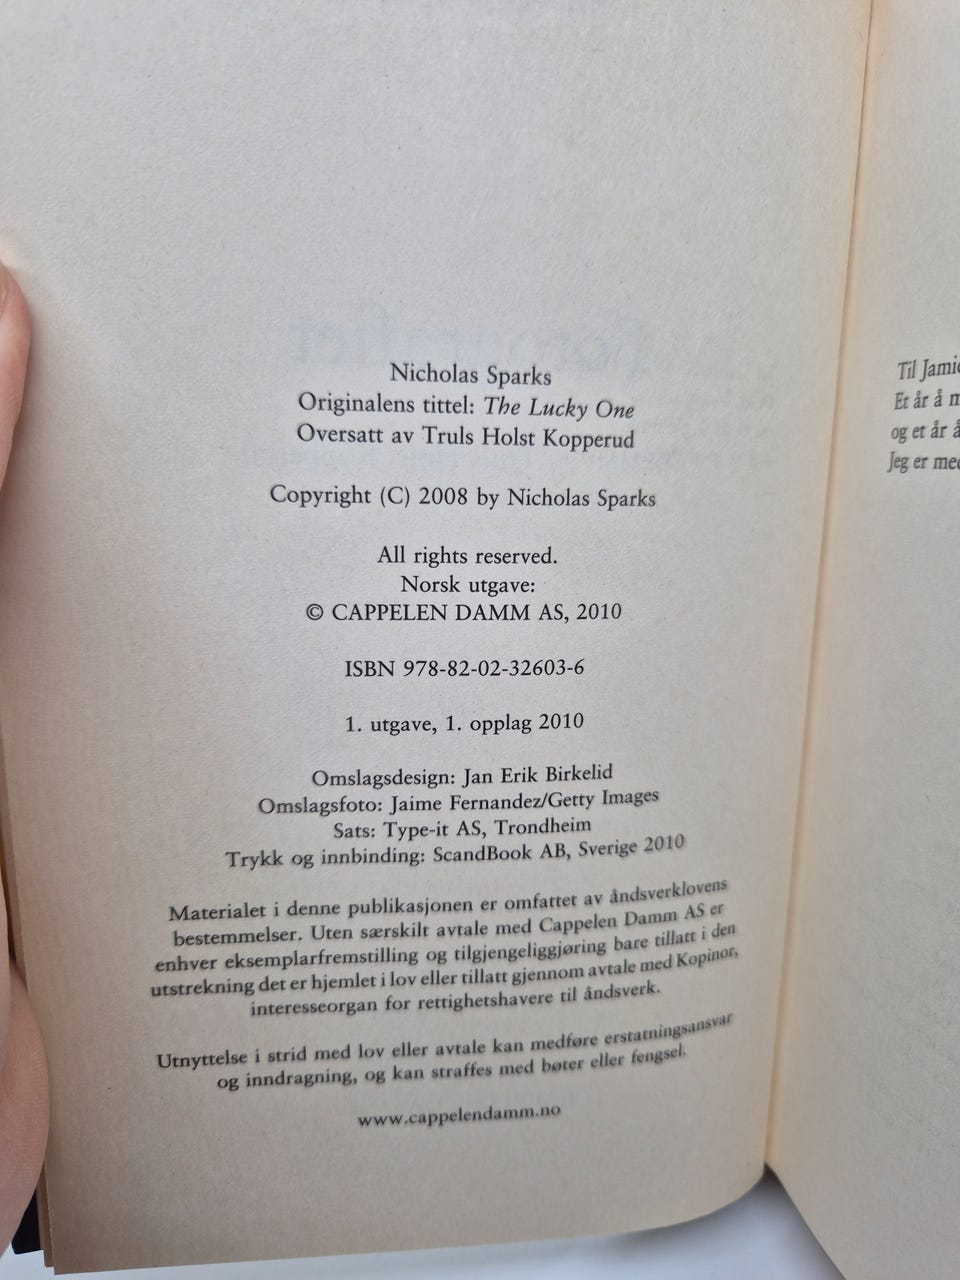 Nicholas Sparks
Originalens tittel: The Lucky One
Oversatt av Truls Holst Kopperud
Copyright (C) 2008 by Nicholas Sparks
All rights reserved.
Norsk utgave:
© CAPPELEN DAMM AS, 2010
ISBN 978-82-02-32603-6
1. utgave, 1. opplag 2010
Omslagsdesign: Jan Erik Birkelid
Omslagsfoto: Jaime Fernandez/Getty Images
Sats: Type-it AS, Trondheim
Trykk og innbinding: ScandBook AB, Sverige 2010
Materialet i denne publikasjonen er omfattet av åndsverklovens
bestemmelser. Uten særskilt avtale med Cappelen Damm AS er
enhver eksemplarfremstilling og tilgjengeliggjøring bare tillatt i den
utstrekning det er hjemlet i lov eller tillatt gjennom avtale med Kopinor,
interesseorgan for rettighetshavere til åndsverk.
Utnyttelse i strid med lov eller avtale kan medføre erstatningsansvar
og inndragning, og kan straffes med bøter eller fengsel.
www.cappelendamm.no
Til Jamie
Et år å
og et år
Jeg er